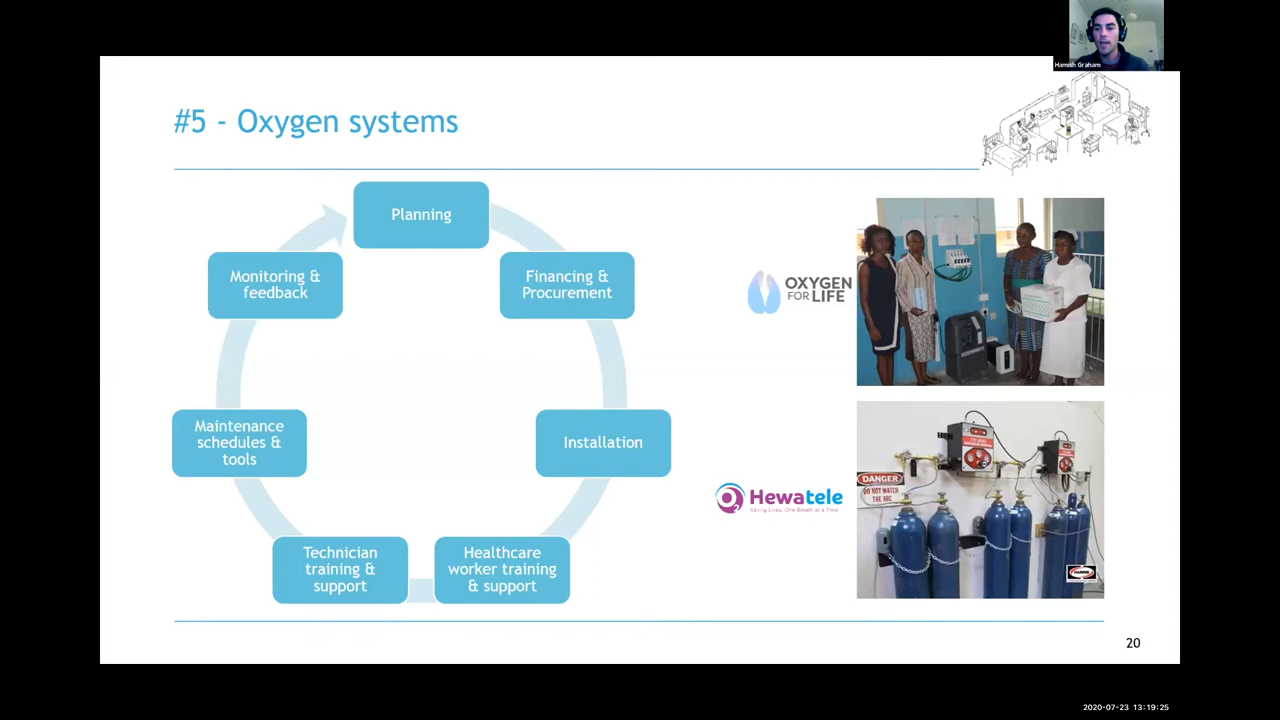 Hamish Graham
#5 - Oxygen systems
Planning
Financing &
Procurement
Installation
Healthcare
worker training
& support
Technician
training &
support
Maintenance
schedules &
tools
Monitoring &
feedback
OXYGEN
FOR LIFE
Hewatele
Saving Lives, One Breath at a Time
DANGER
DO NOT WATCH
THE ARC
HARRIS
20
2020-07-23 13:19:25